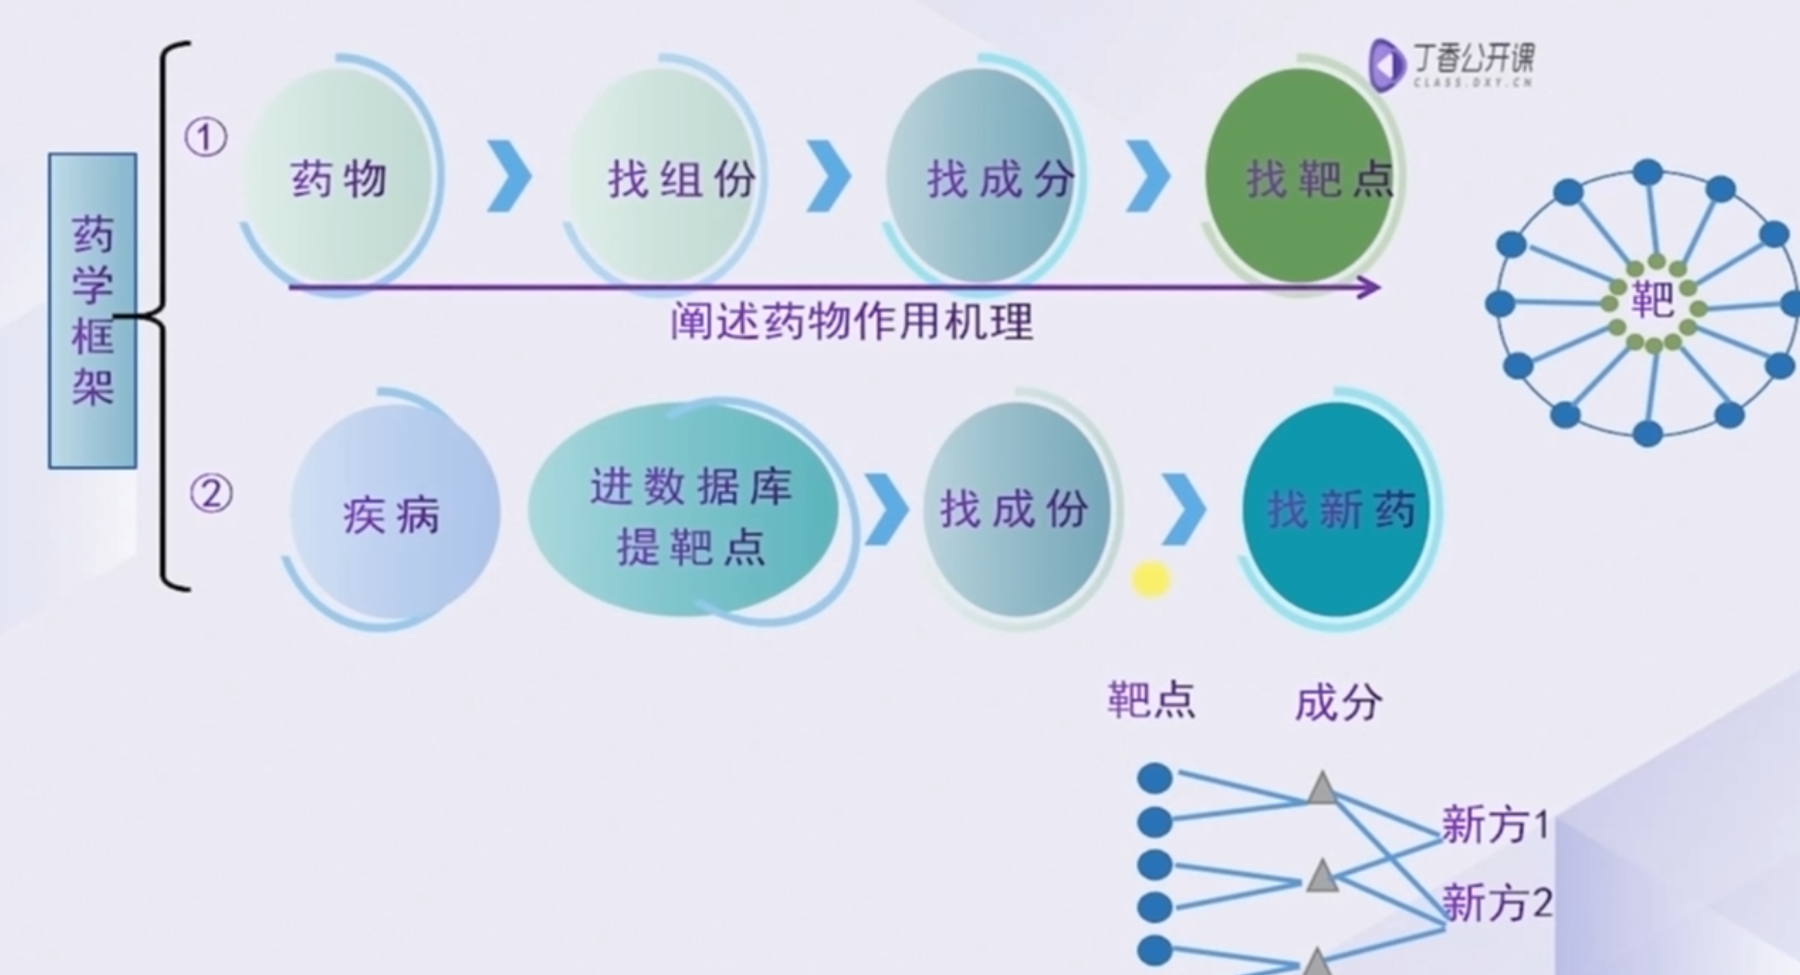 丁香公开课
CLASS.DXY.CN
药学框架
①
药物
找组份
找成分
找靶点
阐述药物作用机理
靶
②
疾病
进数据库
提靶点
找成份
找新药
靶点
成分
新方1
新方2